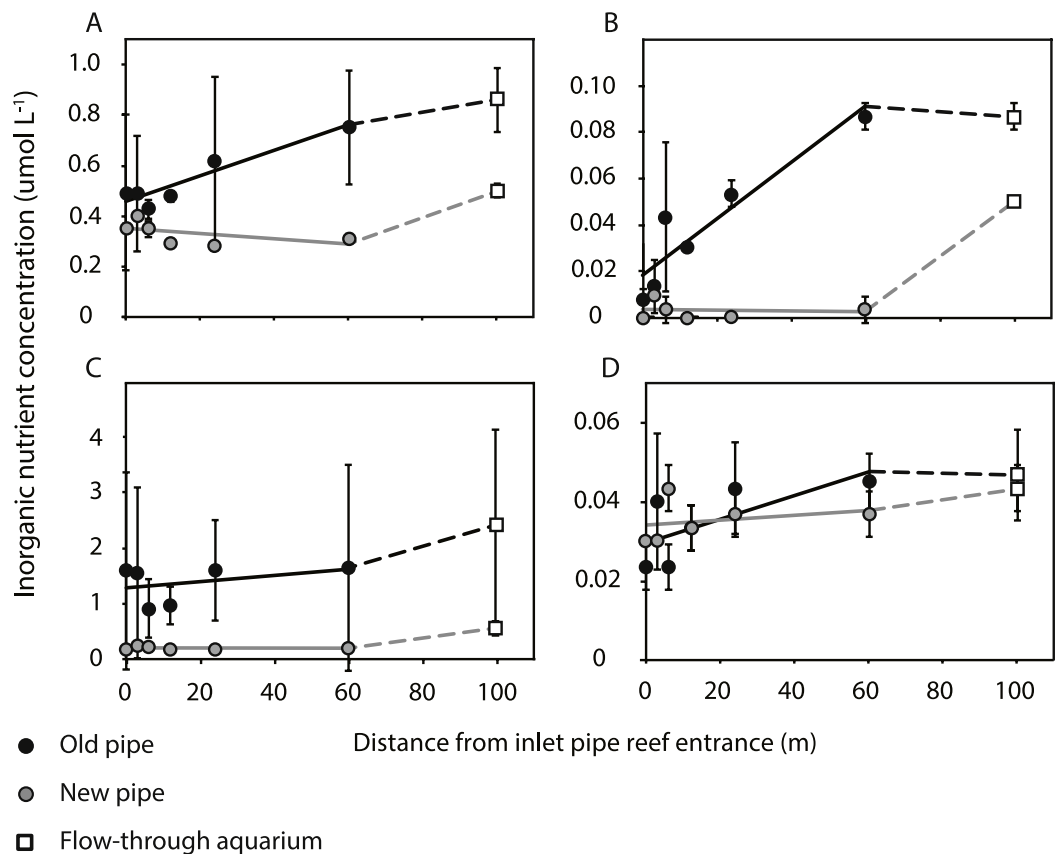 A
B
1.0
0.8
0.6
0.4
0.2
0
0.10
0.08
0.06
0.04
0.02
0
Inorganic nutrient concentration (umol L⁻¹)
C
D
4
3
2
1
0
0.06
0.04
0.02
0
0 20 40 60 80 100
0 20 40 60 80 100
Distance from inlet pipe reef entrance (m)
Old pipe
New pipe
Flow-through aquarium